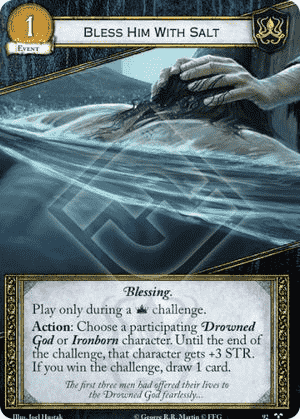 1
EVENT
BLESS HIM WITH SALT
Blessing.
Play only during a challenge.
Action: Choose a participating Drowned
God or Ironborn character. Until the end of
the challenge, that character gets +3 STR.
If you win the challenge, draw 1 card.
The first three men had offered their lives to
the Drowned God fearlessly...
Illus. Joel Hustak
© George R.R. Martin © FFG
92